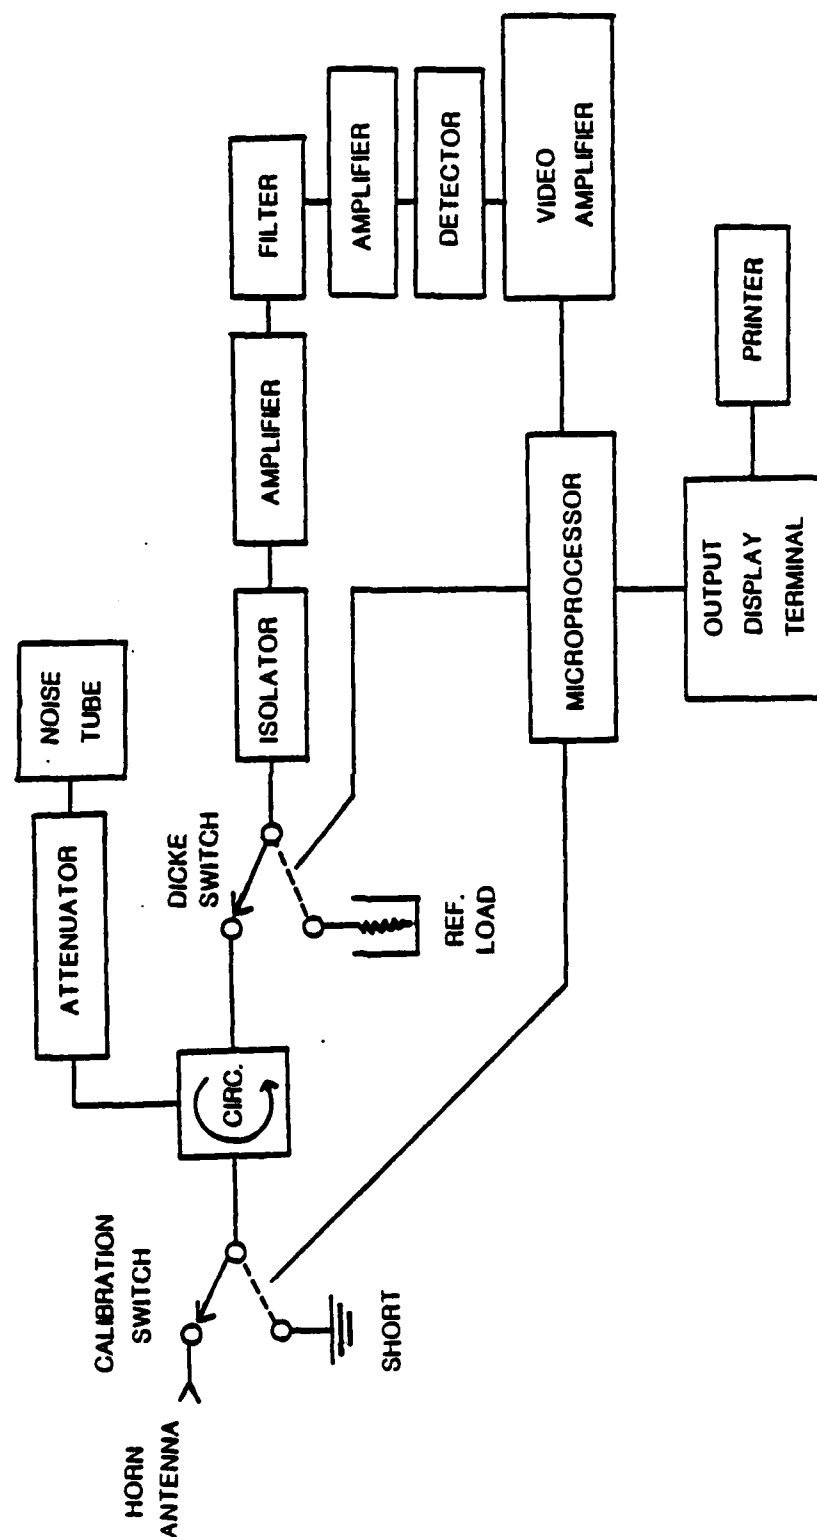 HORN
ANTENNA
CALIBRATION
SWITCH
SHORT
CIRC.
ATTENUATOR
NOISE
TUBE
DICKE
SWITCH
REF.
LOAD
ISOLATOR
AMPLIFIER
FILTER
AMPLIFIER
DETECTOR
VIDEO
AMPLIFIER
MICROPROCESSOR
OUTPUT
DISPLAY
TERMINAL
PRINTER